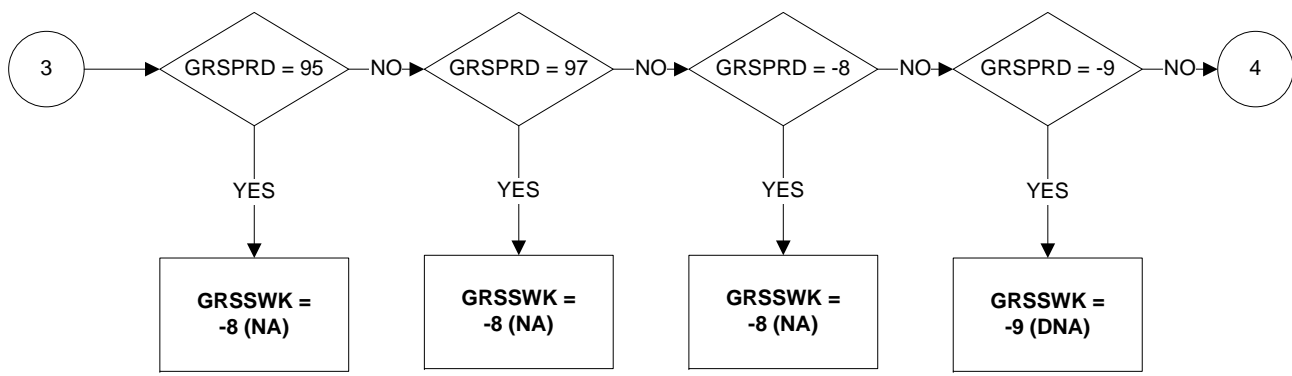 3
GRSPRD = 95
NO
GRSPRD = 97
NO
GRSPRD = -8
NO
GRSPRD = -9
NO
4
YES
YES
YES
YES
GRSSWK =
-8 (NA)
GRSSWK =
-8 (NA)
GRSSWK =
-8 (NA)
GRSSWK =
-9 (DNA)